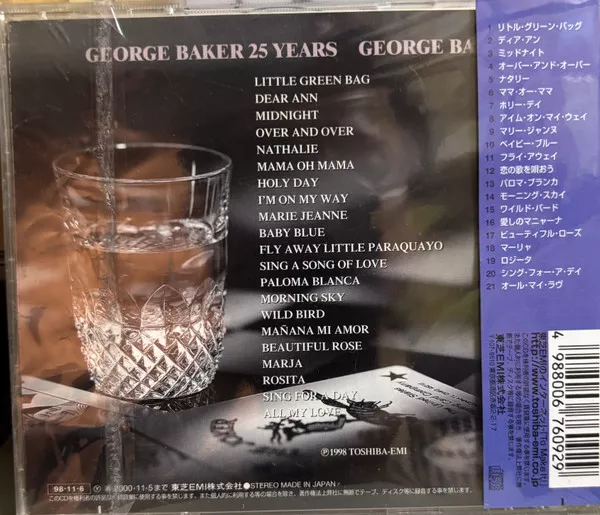 GEORGE BAKER 25 YEARS GEORGE BA
LITTLE GREEN BAG
DEAR ANN
MIDNIGHT
OVER AND OVER
NATHALIE
MAMA OH MAMA
HOLY DAY
I'M ON MY WAY
MARIE JEANNE
BABY BLUE
FLY AWAY LITTLE PARAQUAYO
SING A SONG OF LOVE
PALOMA BLANCA
MORNING SKY
WILD BIRD
MAÑANA MI AMOR
BEAUTIFUL ROSE
MARJA
ROSITA
SING FOR A DAY
ALL MY LOVE
℗1998 TOSHIBA-EMI
98・11・6
2000・11・5まで 東芝EMI株式会社●STEREO MADE IN JAPAN
1 リトル・グリーン・バッグ
2 ディア・アン
3 ミッドナイト
4 オーバー・アンド・オーバー
5 ナタリー
6 ママ・オー・ママ
7 ホリー・デイ
8 アイム・オン・マイ・ウェイ
9 マリー・ジャンヌ
10 ベイビー・ブルー
11 フライ・アウェイ
12 恋の歌を唄おう
13 パロマ・ブランカ
14 モーニング・スカイ
15 ワイルド・バード
16 愛しのマニャーナ
17 ビューティフル・ローズ
18 マーリャ
19 ロジータ
20 シング・フォー・ア・デイ
21 オール・マイ・ラヴ
http://www.toshiba-emi.co.jp
東芝EMI株式会社
4 988006 760929